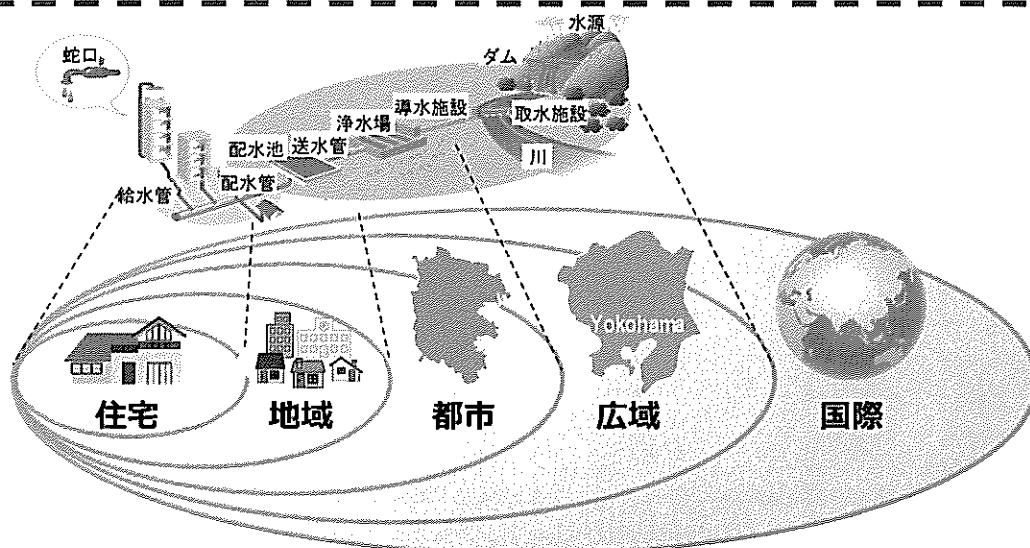 水源
ダム
蛇口
取水施設
導水施設
浄水場
川
送水管
配水池
配水管
給水管
Yokohama
住宅
地域
都市
広域
国際